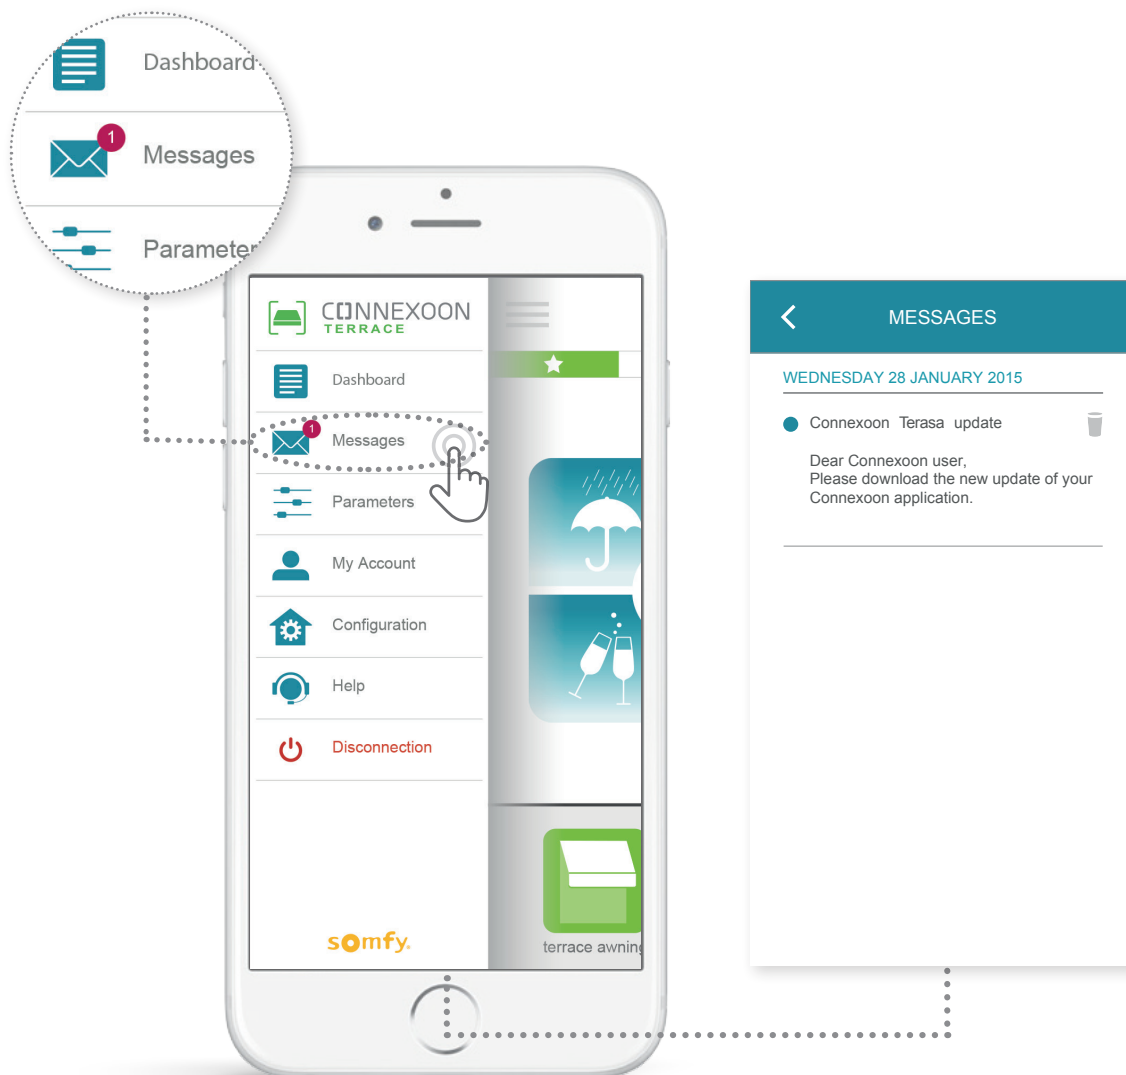 Dashboard
1
Messages
Parameter
CONNEXOON
TERRACE
Dashboard
1
Messages
Parameters
My Account
Configuration
Help
Disconnection
somfy.
terrace awning
MESSAGES
WEDNESDAY 28 JANUARY 2015
Connexoon Terasa update
Dear Connexoon user,
Please download the new update of your
Connexoon application.